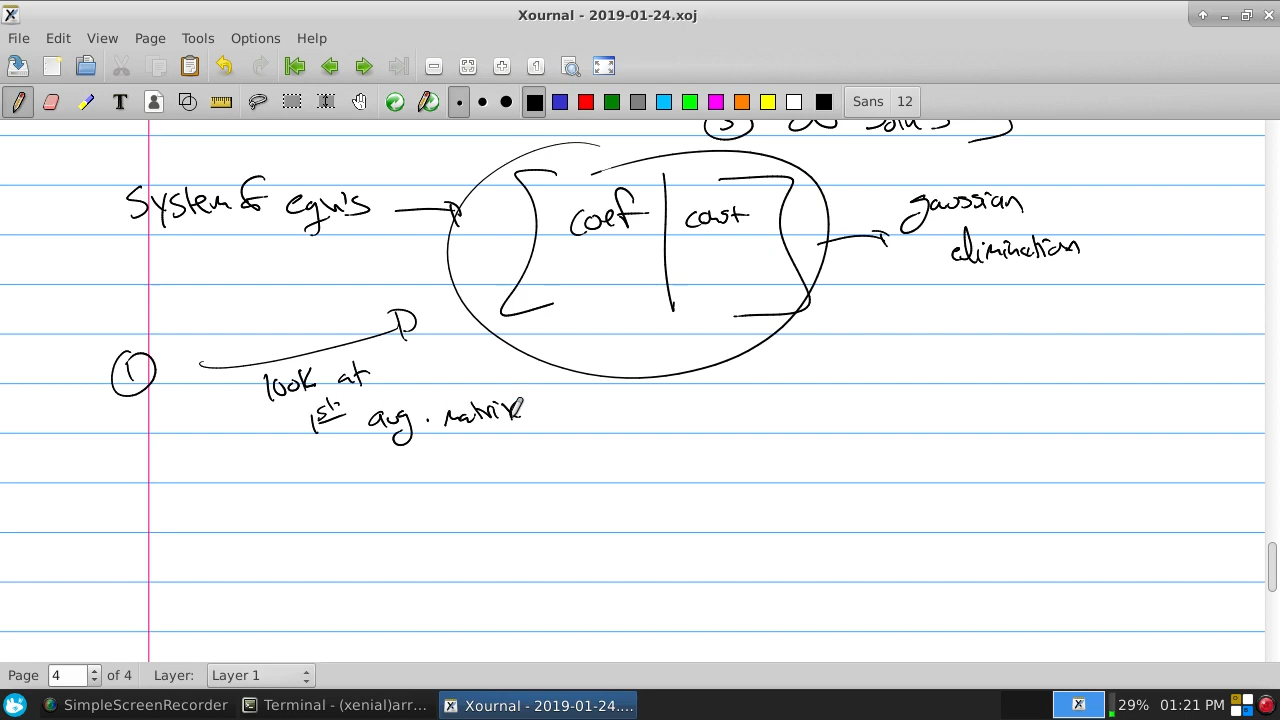 Xournal - 2019-01-24.xoj
File Edit View Page Tools Options Help
Sans 12
System of eqn's
coef | const
gaussian
elimination
①
look at
1st aug. matrix
Page 4 of 4 Layer: Layer 1
SimpleScreenRecorder Terminal - (xenial)arr... Xournal - 2019-01-24.... 29% 01:21 PM